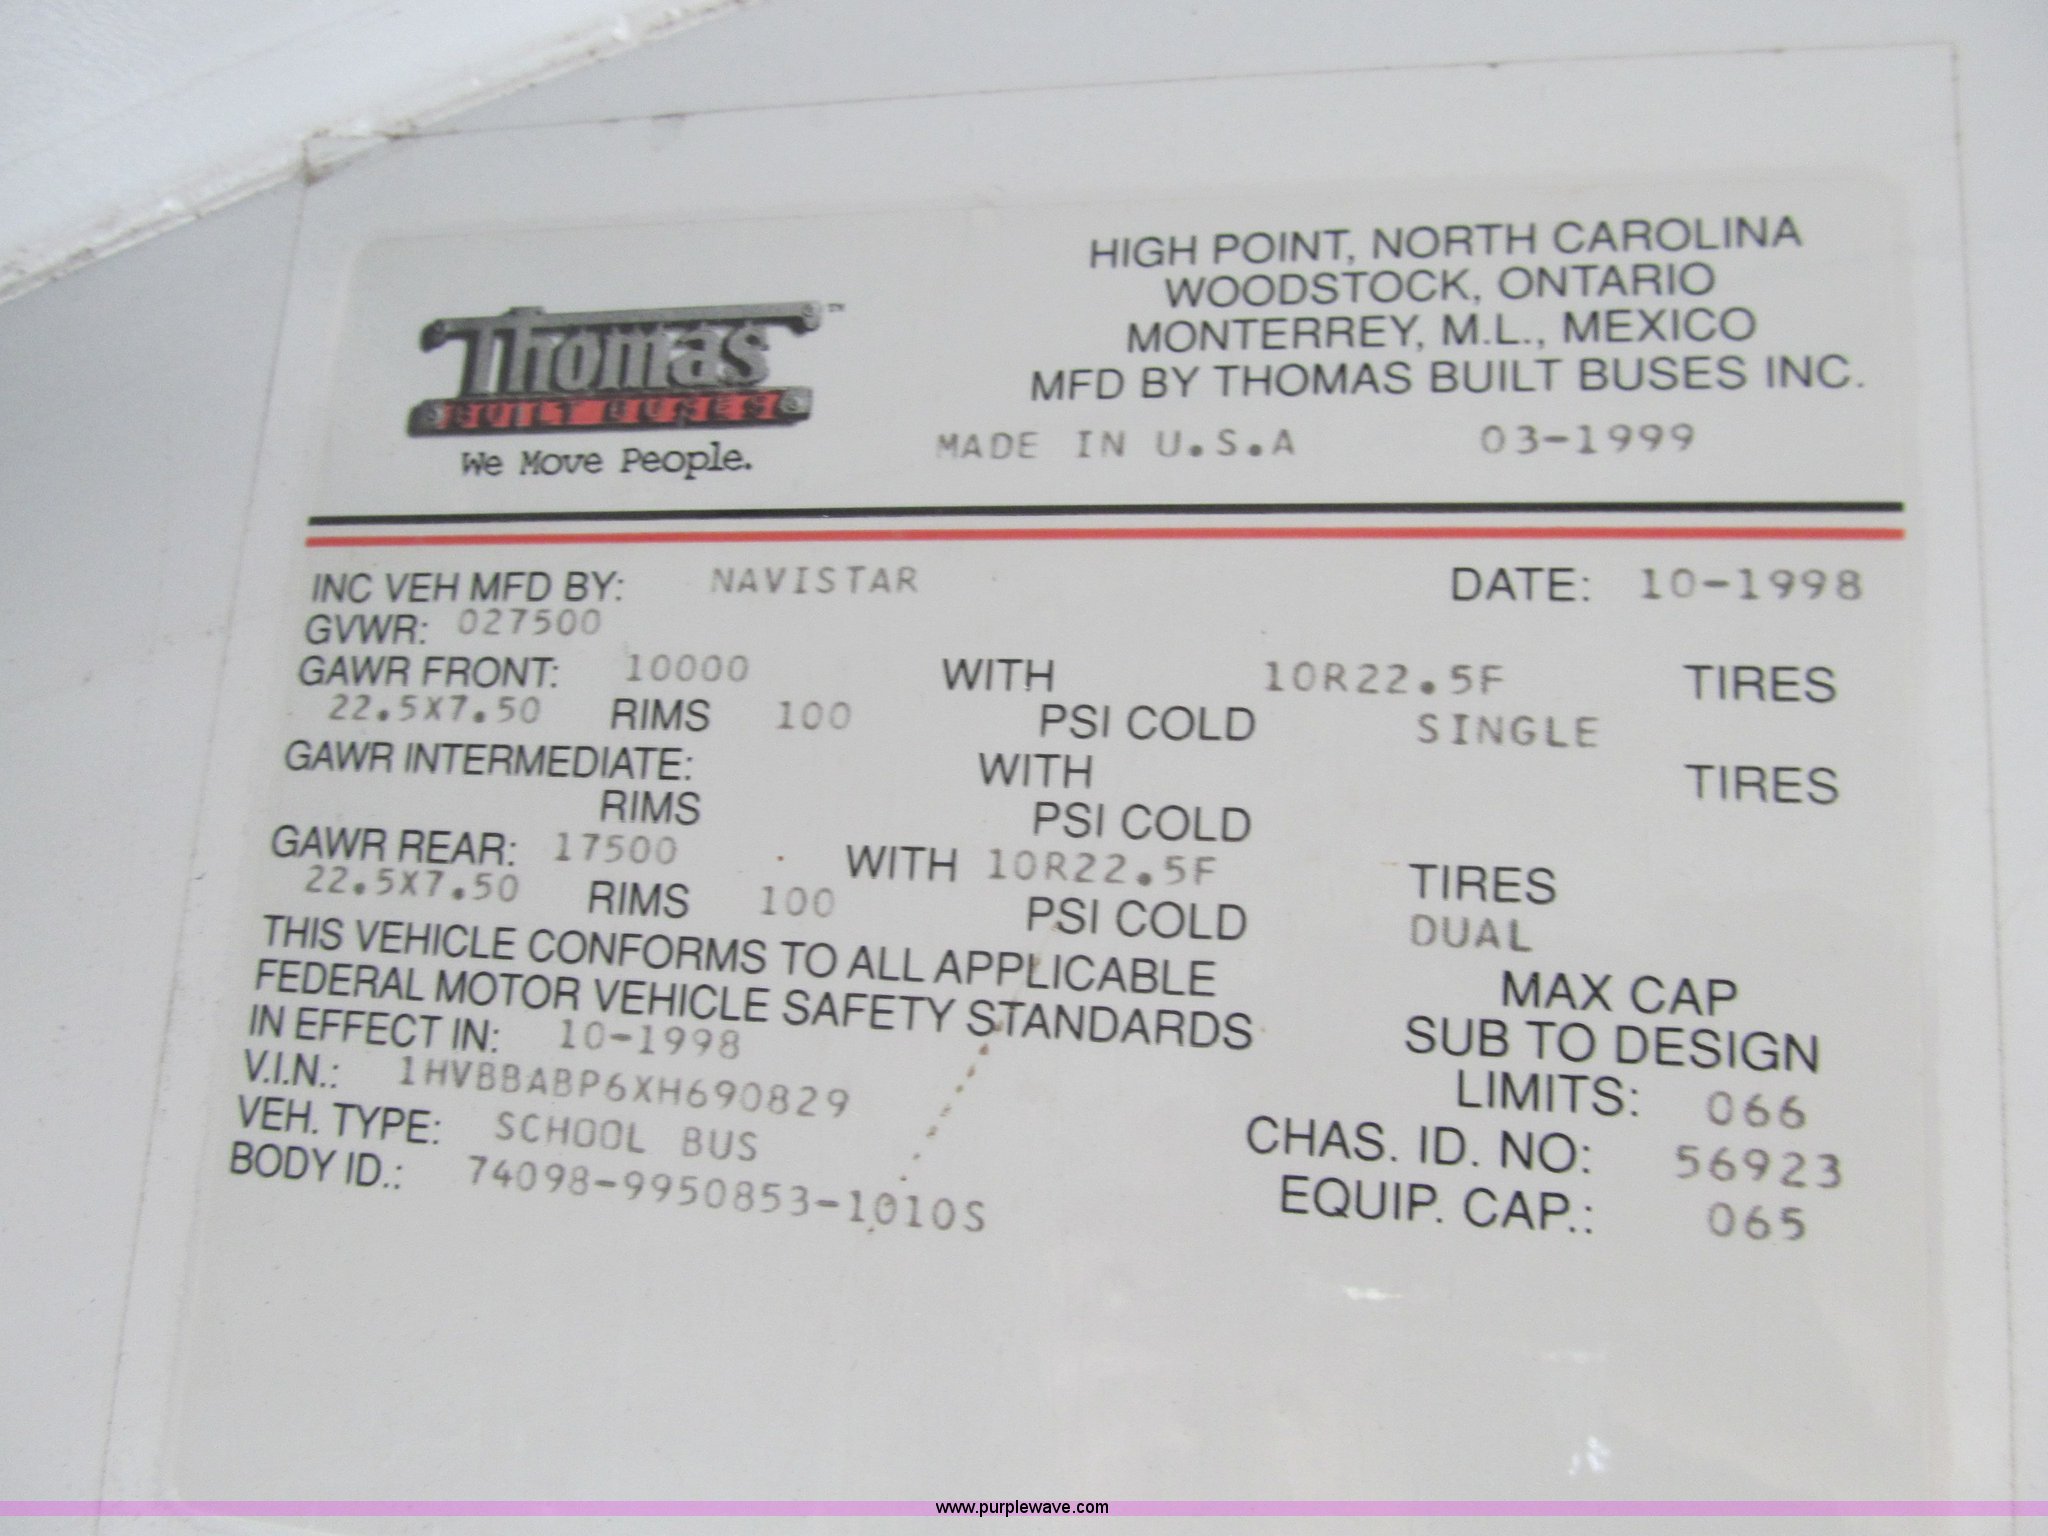 Thomas™
BUILT BUSES
We Move People.
HIGH POINT, NORTH CAROLINA
WOODSTOCK, ONTARIO
MONTERREY, M.L., MEXICO
MFD BY THOMAS BUILT BUSES INC.
MADE IN U.S.A 03-1999
INC VEH MFD BY: NAVISTAR DATE: 10-1998
GVWR: 027500
GAWR FRONT: 10000 WITH 10R22.5F TIRES
22.5X7.50 RIMS 100 PSI COLD SINGLE
GAWR INTERMEDIATE: WITH TIRES
RIMS PSI COLD
GAWR REAR: 17500 WITH 10R22.5F TIRES
22.5X7.50 RIMS 100 PSI COLD DUAL
THIS VEHICLE CONFORMS TO ALL APPLICABLE
FEDERAL MOTOR VEHICLE SAFETY STANDARDS
IN EFFECT IN: 10-1998
V.I.N.: 1HVBBABP6XH690829
VEH. TYPE: SCHOOL BUS
BODY ID.: 74098-9950853-1010S
MAX CAP
SUB TO DESIGN
LIMITS: 066
CHAS. ID. NO: 56923
EQUIP. CAP.: 065
www.purplewave.com